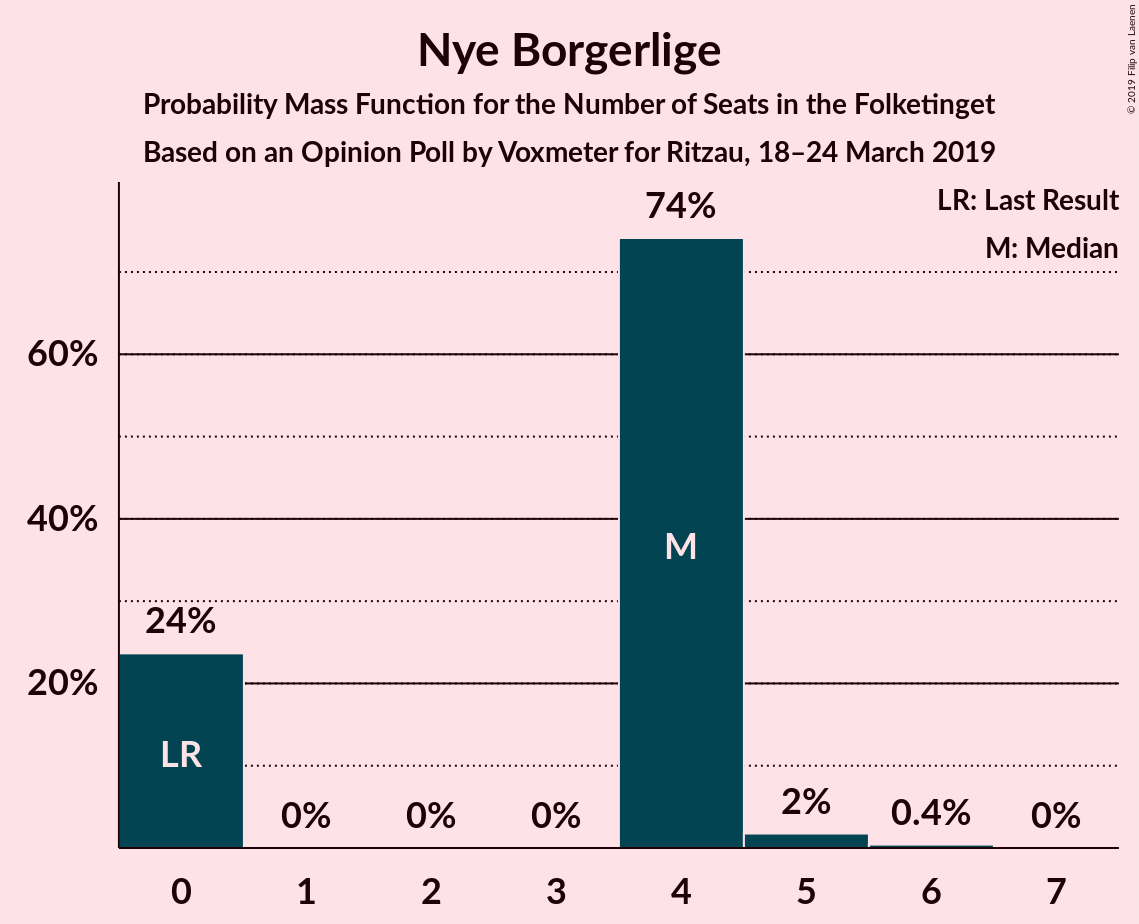 Nye Borgerlige
Probability Mass Function for the Number of Seats in the Folketinget
Based on an Opinion Poll by Voxmeter for Ritzau, 18–24 March 2019
© 2019 Filip van Laenen
LR: Last Result
M: Median
74%
60%
40%
M
24%
20%
LR
0%
0%
0%
2%
0.4%
0%
0 1 2 3 4 5 6 7